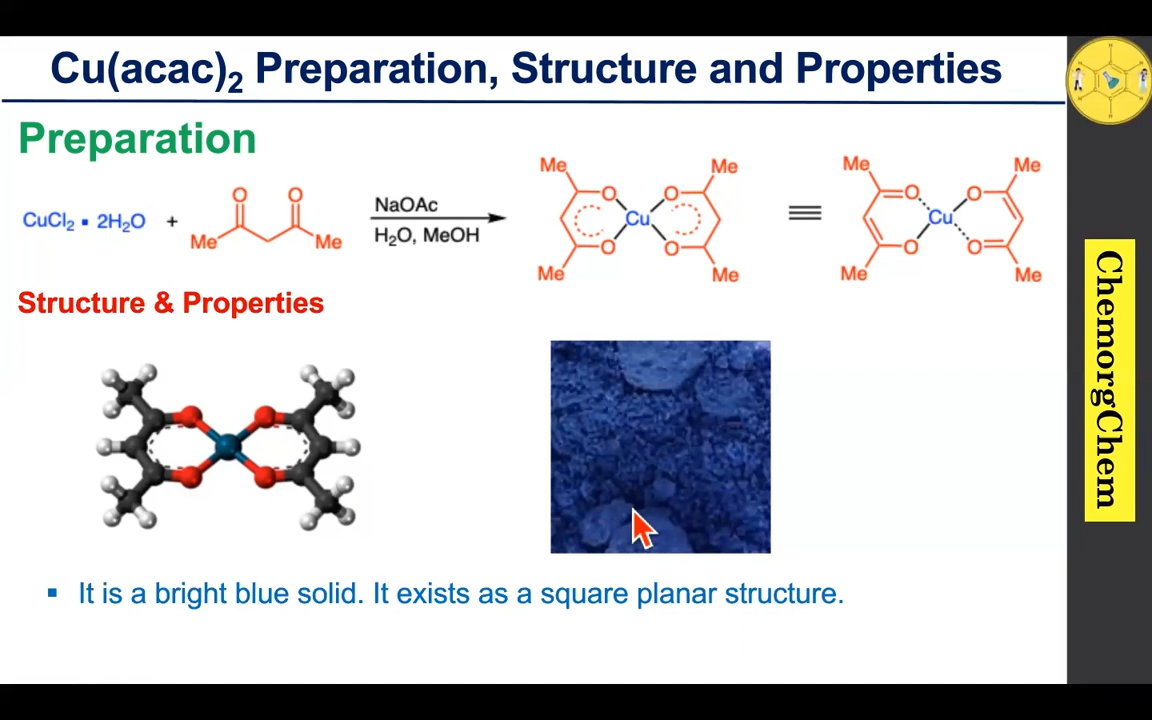 Cu(acac)₂ Preparation, Structure and Properties
Preparation
CuCl₂ ▪ 2H₂O + O O Me Me
NaOAc
H₂O, MeOH
Me Me O O Cu O O Me Me
≡
Me Me O O Cu O O Me Me
Structure & Properties
▪ It is a bright blue solid. It exists as a square planar structure.
ChemorgChem